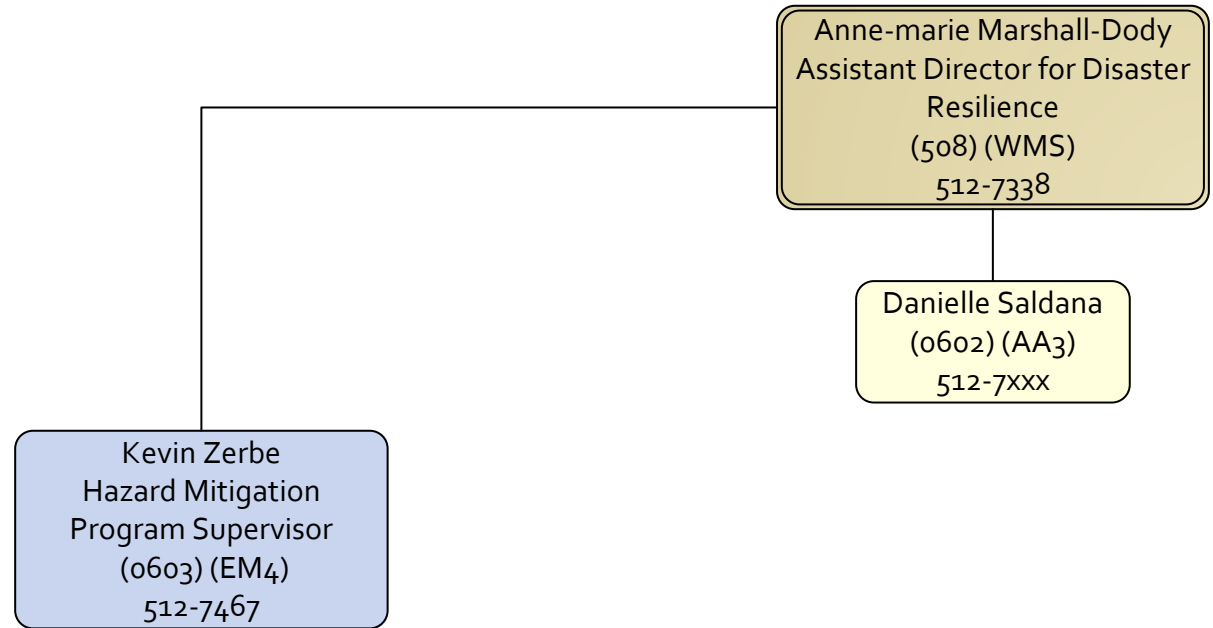 Anne-marie Marshall-Dody
Assistant Director for Disaster
Resilience
(508) (WMS)
512-7338
Danielle Saldana
(0602) (AA3)
512-7xxx
Kevin Zerbe
Hazard Mitigation
Program Supervisor
(0603) (EM4)
512-7467